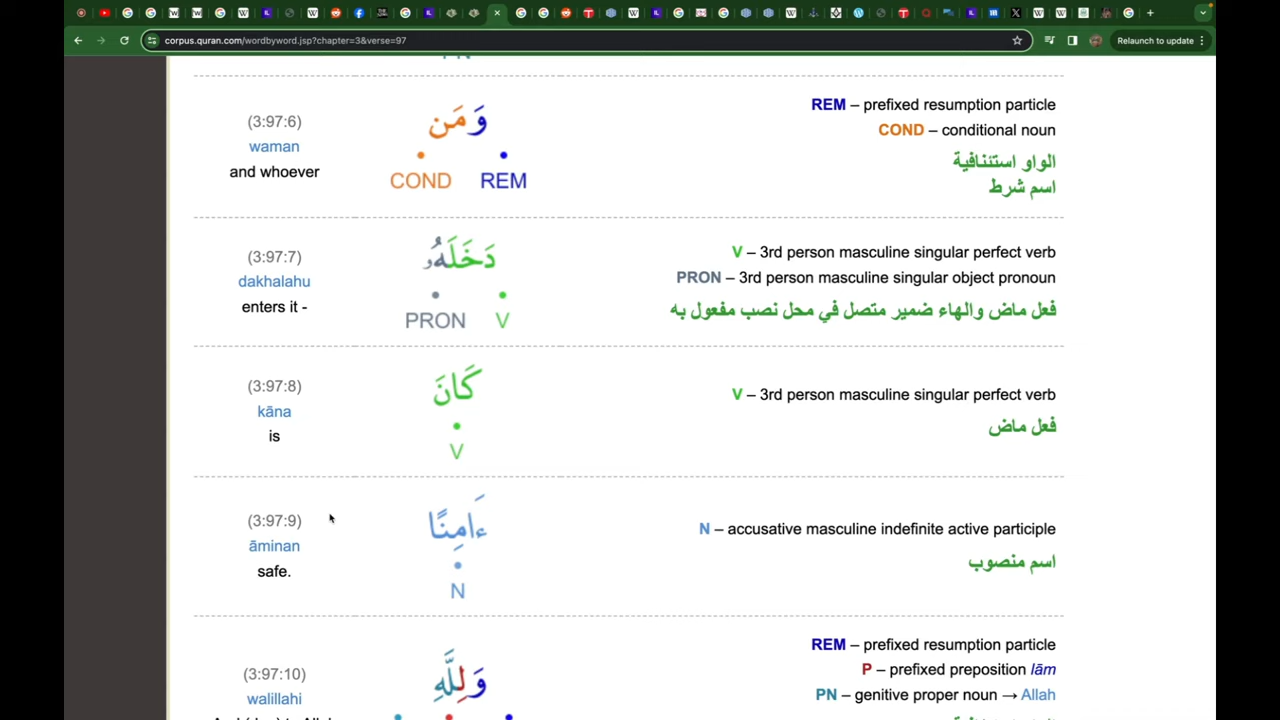 corpus.quran.com/wordbyword.jsp?chapter=3&verse=97
Relaunch to update
(3:97:6)
waman
and whoever
وَمَن
COND REM
REM – prefixed resumption particle
COND – conditional noun
الواو استئنافية
اسم شرط
(3:97:7)
dakhalahu
enters it -
دَخَلَهُۥ
PRON V
V – 3rd person masculine singular perfect verb
PRON – 3rd person masculine singular object pronoun
فعل ماض والهاء ضمير متصل في محل نصب مفعول به
(3:97:8)
kāna
is
كَانَ
V
V – 3rd person masculine singular perfect verb
فعل ماض
(3:97:9)
āminan
safe.
ءَامِنًا
N
N – accusative masculine indefinite active participle
اسم منصوب
(3:97:10)
walillahi
وَلِلَّهِ
REM – prefixed resumption particle
P – prefixed preposition lām
PN – genitive proper noun → Allah